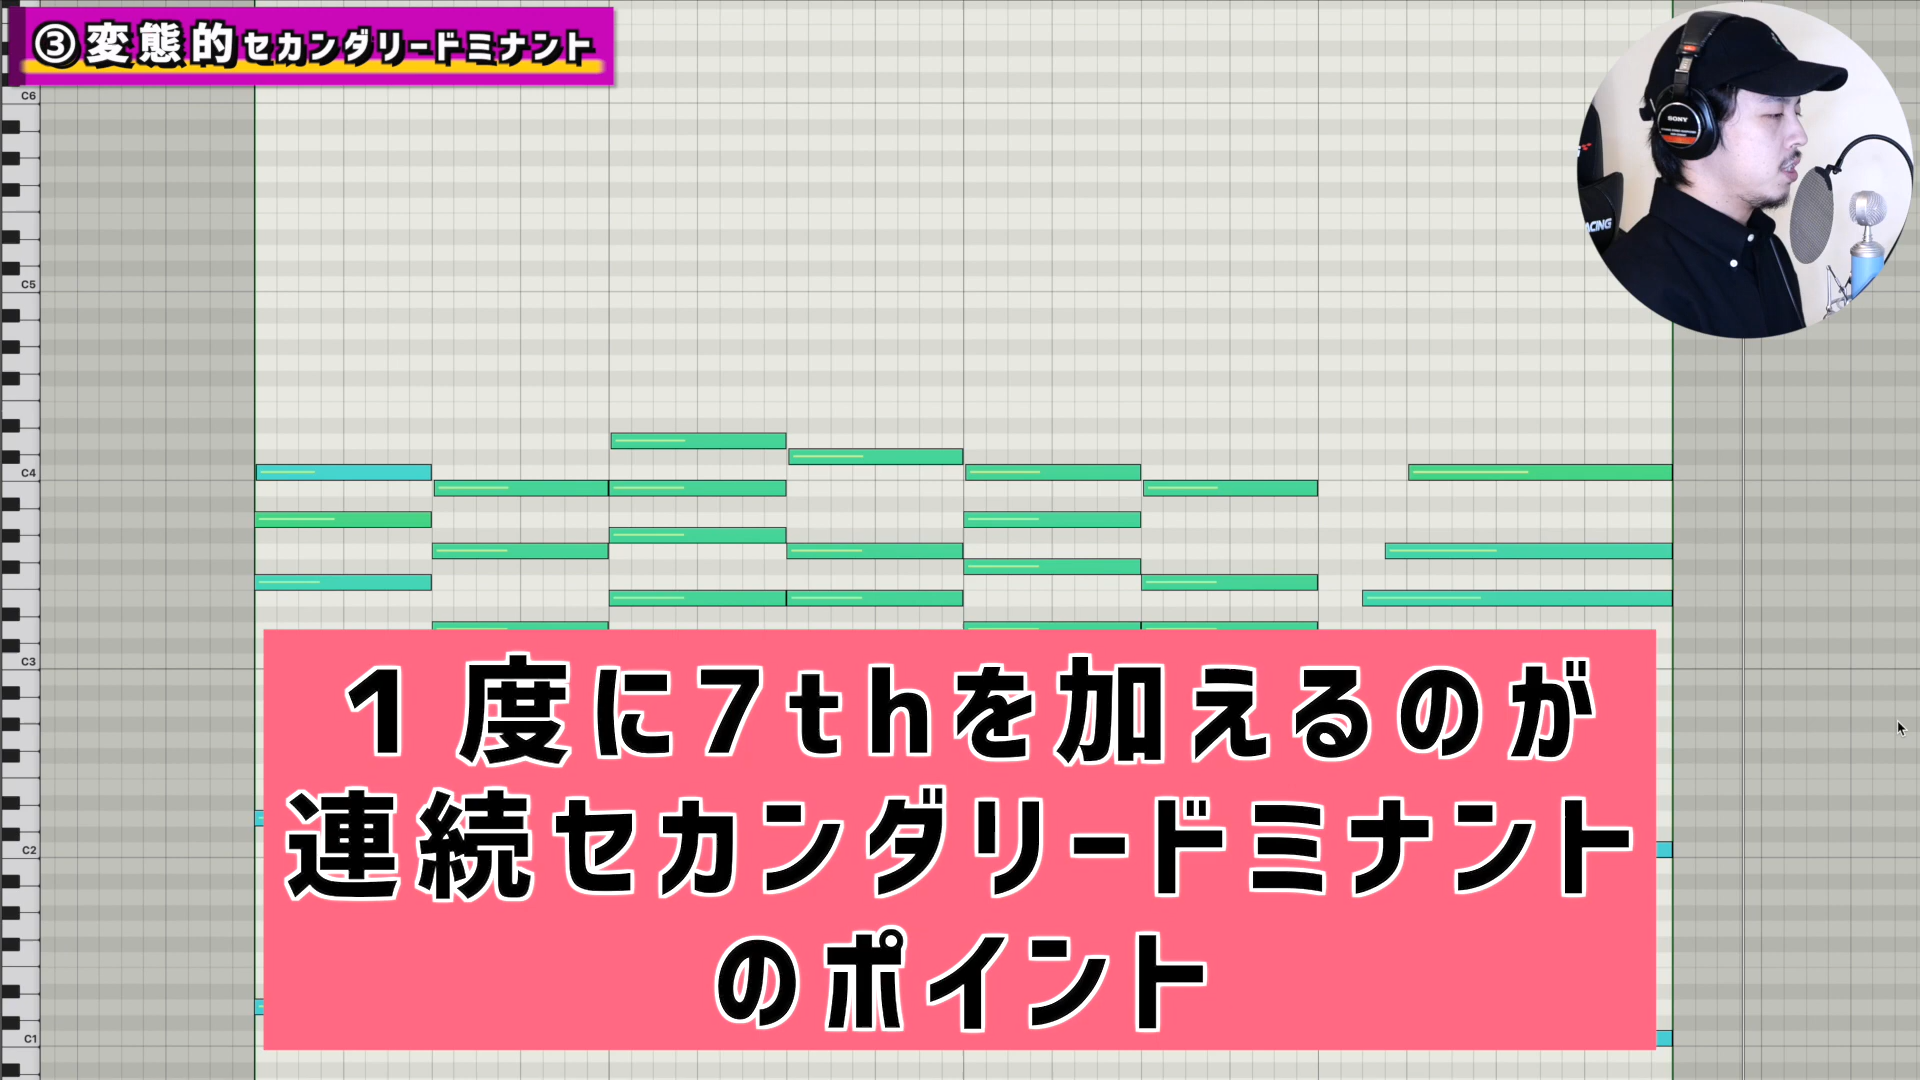 ③変態的セカンダリードミナント
C6
C5
C4
C3
C2
C1
SONY
ACING
1度に7thを加えるのが
連続セカンダリードミナント
のポイント